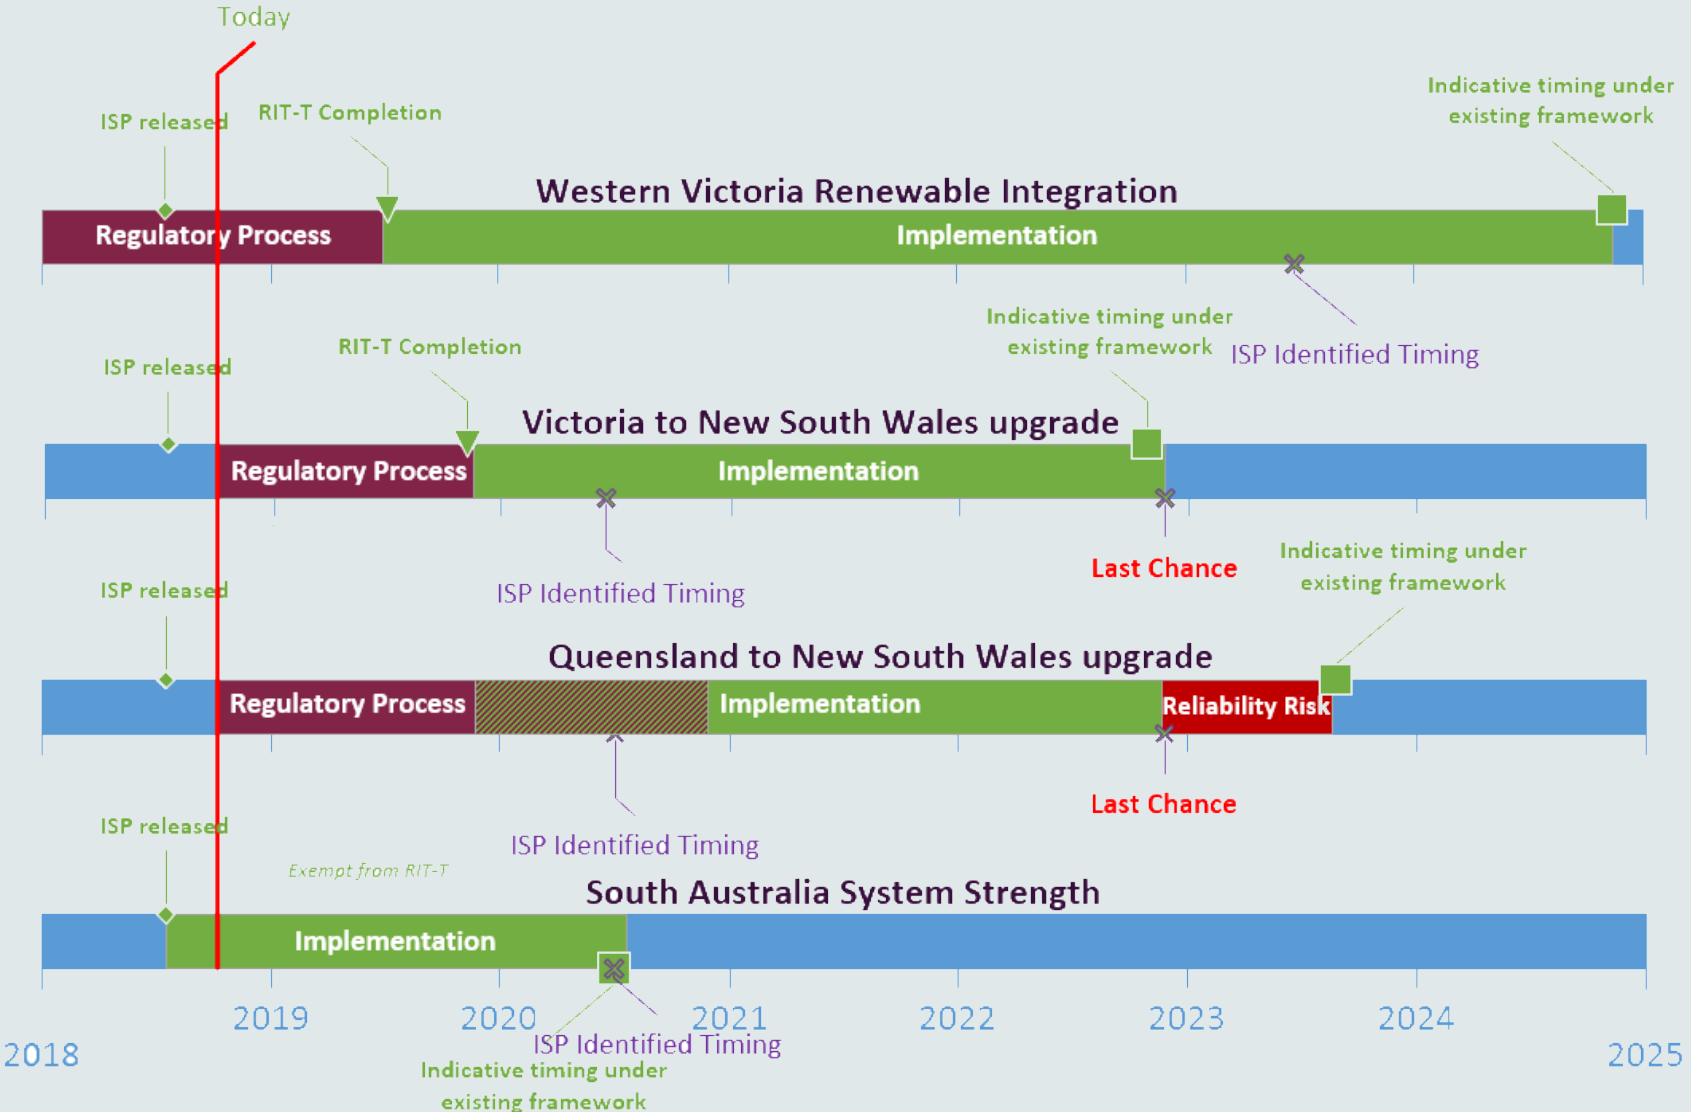 Today
ISP released
RIT-T Completion
Indicative timing under
existing framework
Western Victoria Renewable Integration
Regulatory Process
Implementation
ISP Identified Timing
ISP released
RIT-T Completion
Indicative timing under
existing framework
Victoria to New South Wales upgrade
Regulatory Process
Implementation
ISP Identified Timing
Last Chance
ISP released
Indicative timing under
existing framework
Queensland to New South Wales upgrade
Regulatory Process
Implementation
Reliability Risk
ISP Identified Timing
Last Chance
ISP released
Exempt from RIT-T
South Australia System Strength
Implementation
ISP Identified Timing
Indicative timing under
existing framework
2018
2019
2020
2021
2022
2023
2024
2025